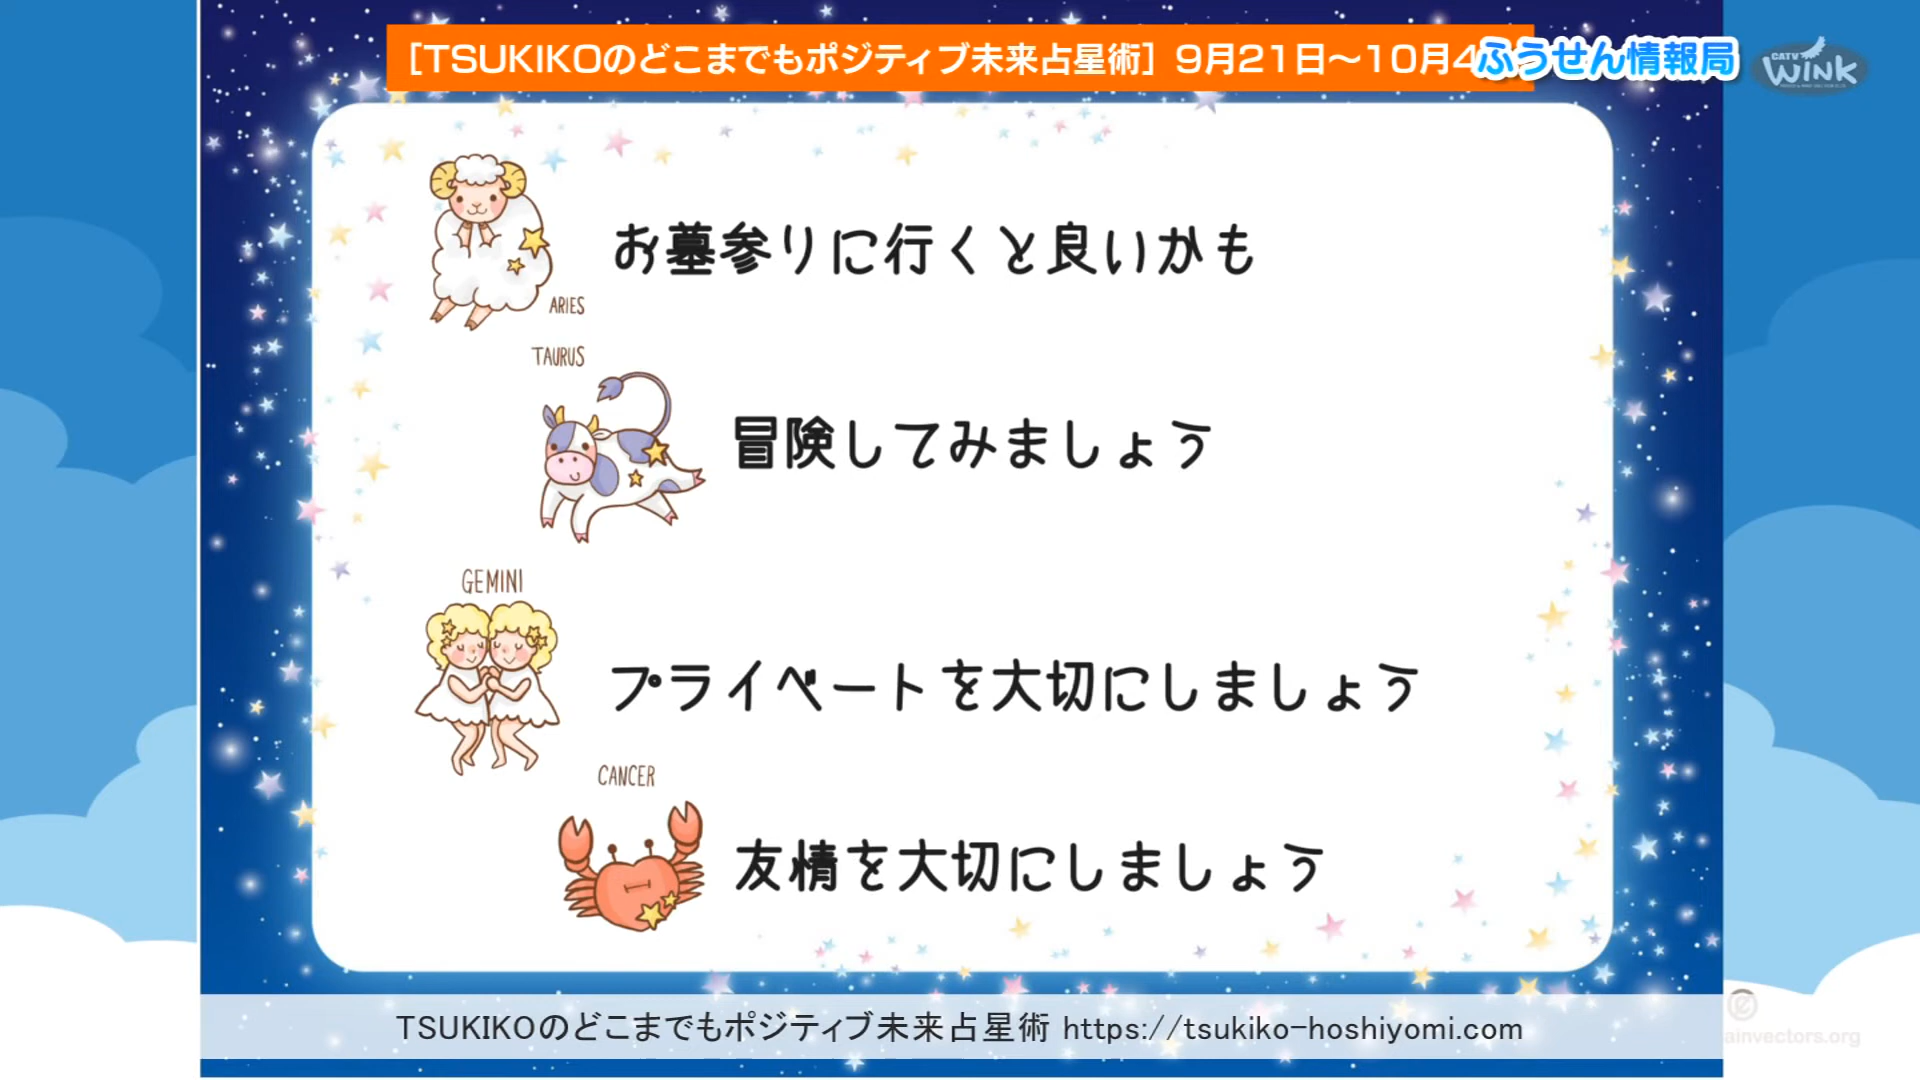 [TSUKIKOのどこまでもポジティブ未来占星術] 9月21日~10月4
ふうせん情報局
CATV WINK
お墓参りに行くと良いかも
ARIES
TAURUS
冒険してみましょう
GEMINI
プライベートを大切にしましょう
CANCER
友情を大切にしましょう
TSUKIKOのどこまでもポジティブ未来占星術 https://tsukiko-hoshiyomi.com
ainvectors.org